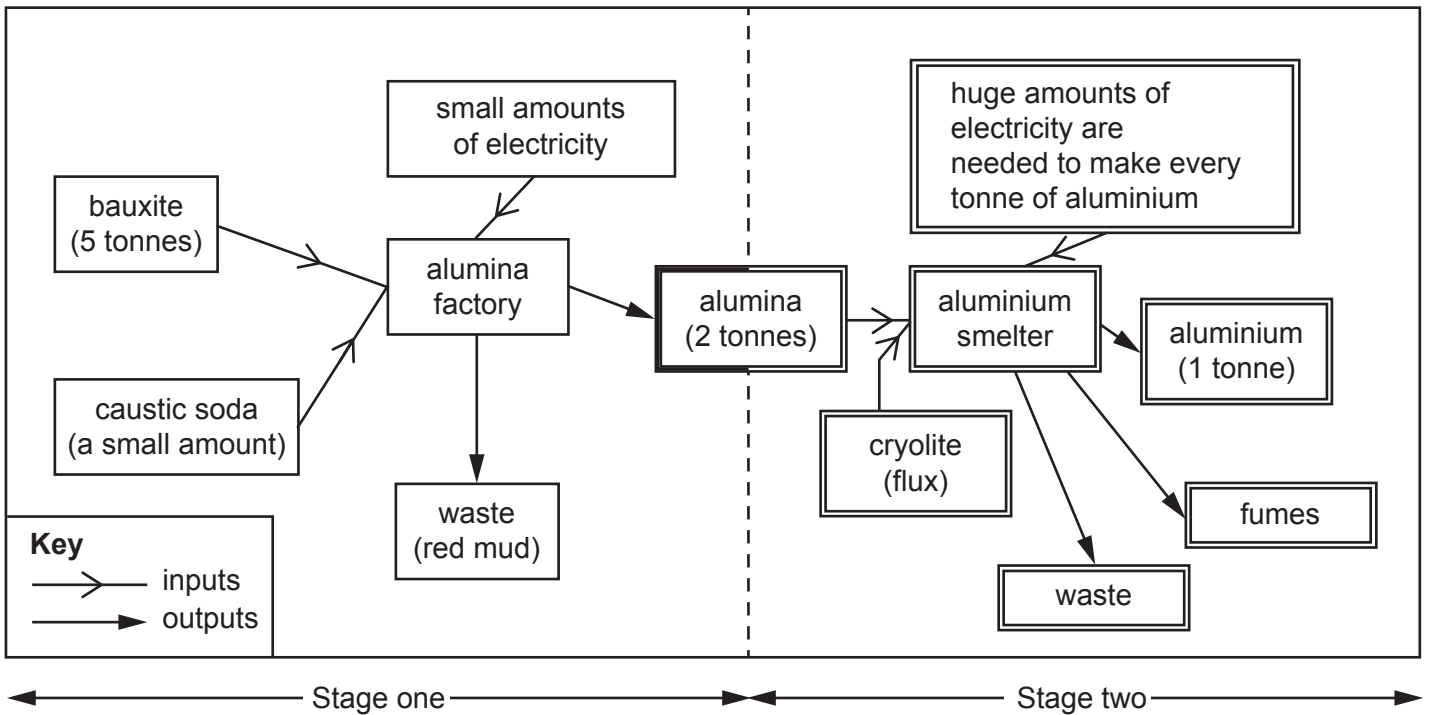 small amounts
of electricity
bauxite
(5 tonnes)
alumina
factory
caustic soda
(a small amount)
waste
(red mud)
alumina
(2 tonnes)
huge amounts of
electricity are
needed to make every
tonne of aluminium
aluminium
smelter
aluminium
(1 tonne)
cryolite
(flux)
fumes
waste
Key
inputs
outputs
Stage one
Stage two